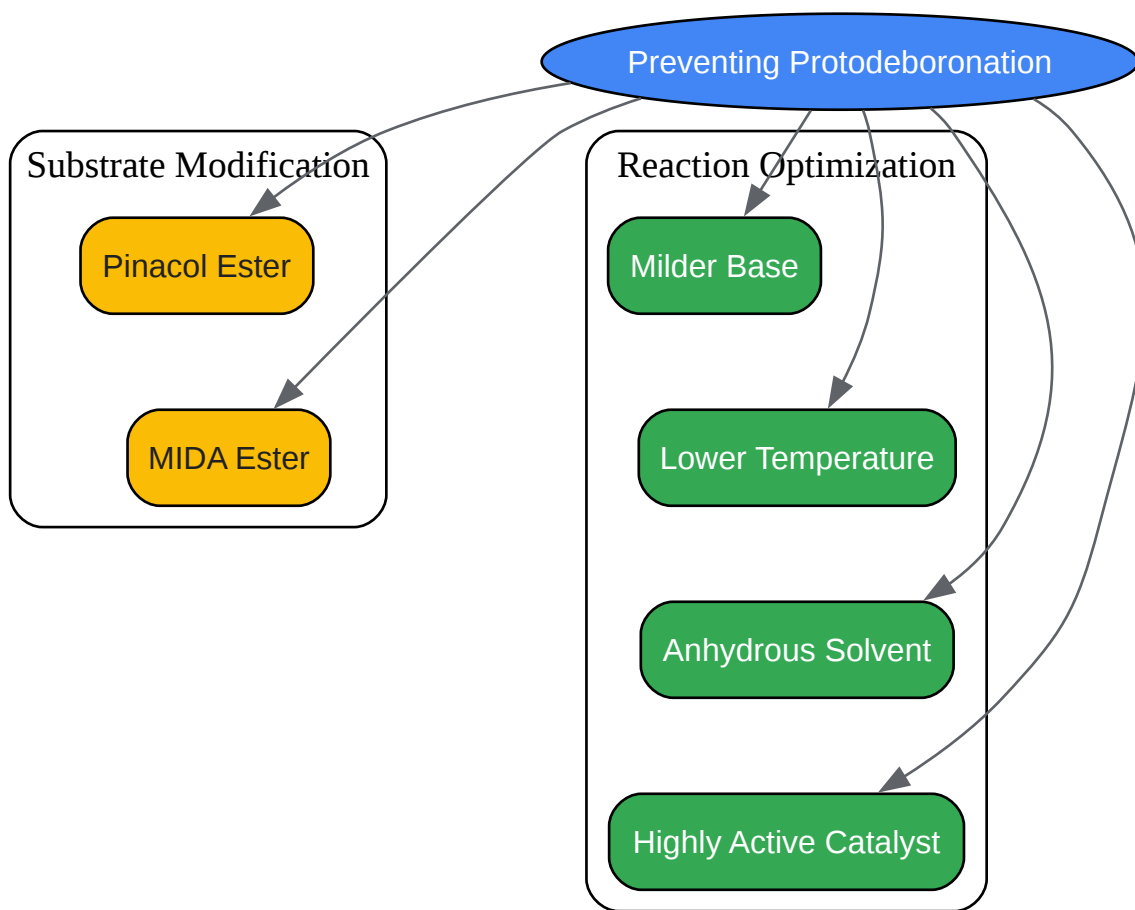 Preventing Protodeboronation
Substrate Modification
Pinacol Ester
MIDA Ester
Reaction Optimization
Milder Base
Lower Temperature
Anhydrous Solvent
Highly Active Catalyst